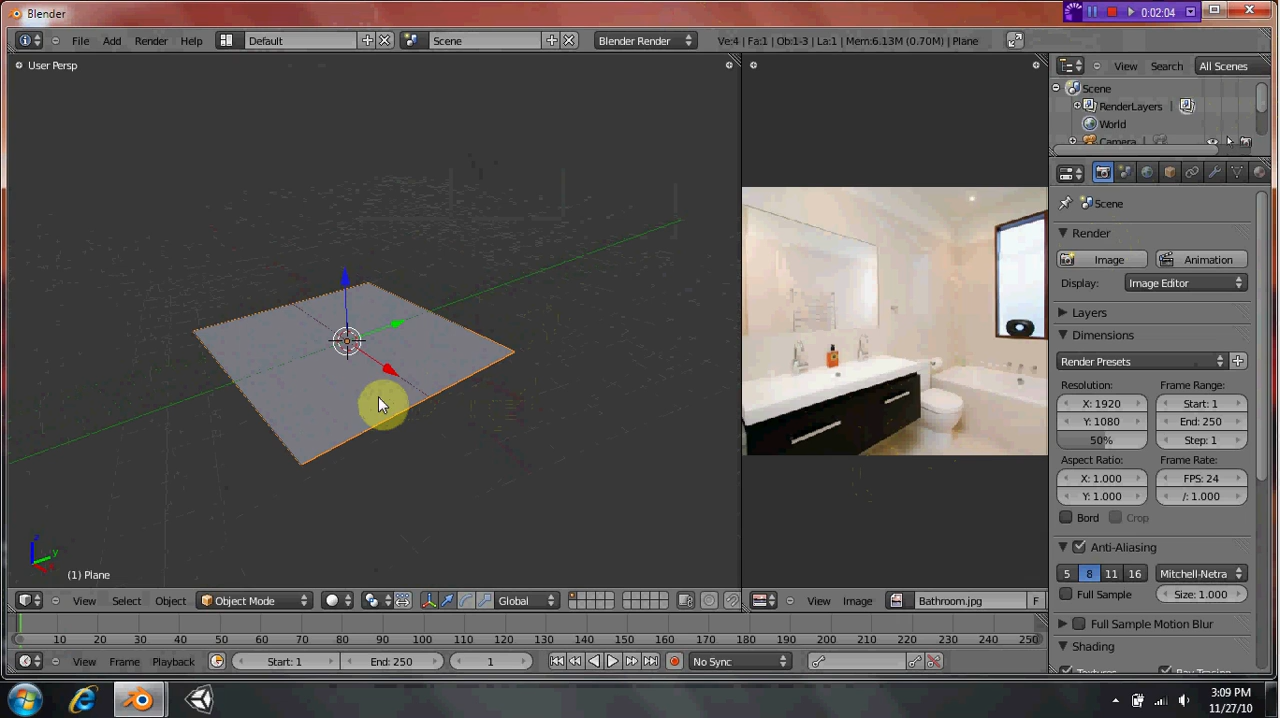 Blender
0:02:04
File Add Render Help Default Scene Blender Render Ve:4 | Fa:1 | Ob:1-3 | La:1 | Mem:6.13M (0.70M) | Plane
User Persp
View Search All Scenes
Scene
RenderLayers |
World
Camera
Scene
Render
Image Animation
Display: Image Editor
Layers
Dimensions
Render Presets
Resolution: Frame Range:
X: 1920 Start: 1
Y: 1080 End: 250
50% Step: 1
Aspect Ratio: Frame Rate:
X: 1.000 FPS: 24
Y: 1.000 /: 1.000
Bord Crop
Anti-Aliasing
5 8 11 16 Mitchell-Netra
Full Sample Size: 1.000
Full Sample Motion Blur
Shading
z
y
(1) Plane
View Select Object Object Mode Global
View Image Bathroom.jpg F
0 10 20 30 40 50 60 70 80 90 100 110 120 130 140 150 160 170 180 190 200 210 220 230 240 250
View Frame Playback Start: 1 End: 250 1 No Sync
3:09 PM
11/27/10